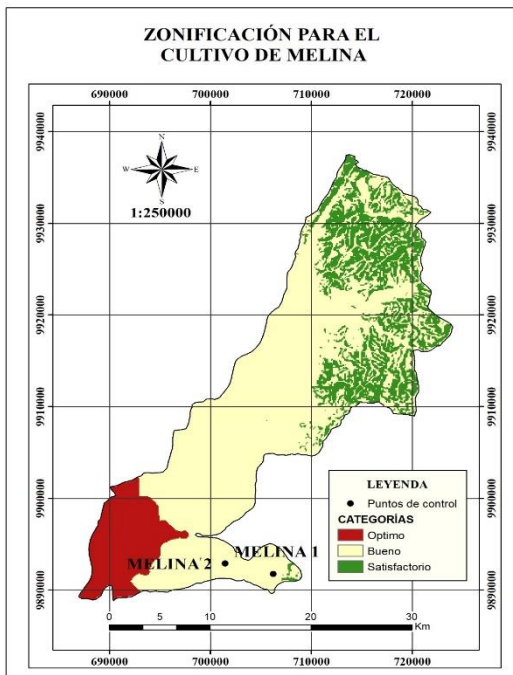 ZONIFICACIÓN PARA EL
CULTIVO DE MELINA
690000 700000 710000 720000
9940000 9940000
N
W E
S
1:250000
9930000 9930000
9920000 9920000
9910000 9910000
9900000 9900000
LEYENDA
Puntos de control
CATEGORÍAS
Optimo
Bueno
Satisfactorio
MELINA 1
MELINA 2
9890000 9890000
0 5 10 20 30
Km
690000 700000 710000 720000